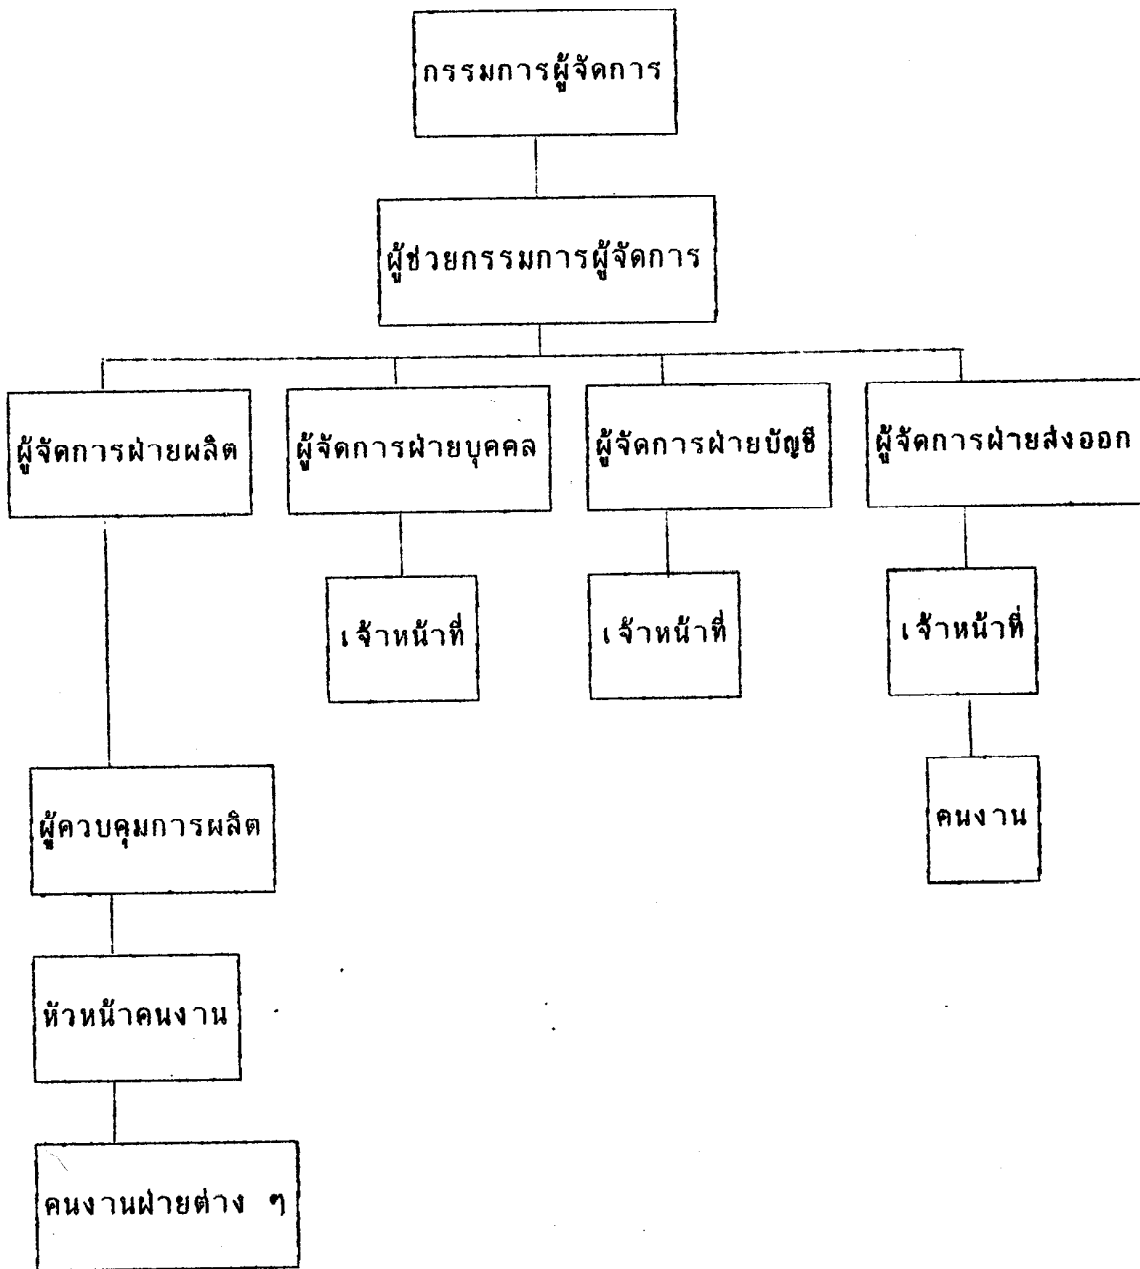 กรรมการผู้จัดการ
ผู้ช่วยกรรมการผู้จัดการ
ผู้จัดการฝ่ายผลิต
ผู้จัดการฝ่ายบุคคล
ผู้จัดการฝ่ายบัญชี
ผู้จัดการฝ่ายส่งออก
เจ้าหน้าที่
เจ้าหน้าที่
เจ้าหน้าที่
ผู้ควบคุมการผลิต
คนงาน
หัวหน้าคนงาน
คนงานฝ่ายต่าง ๆ